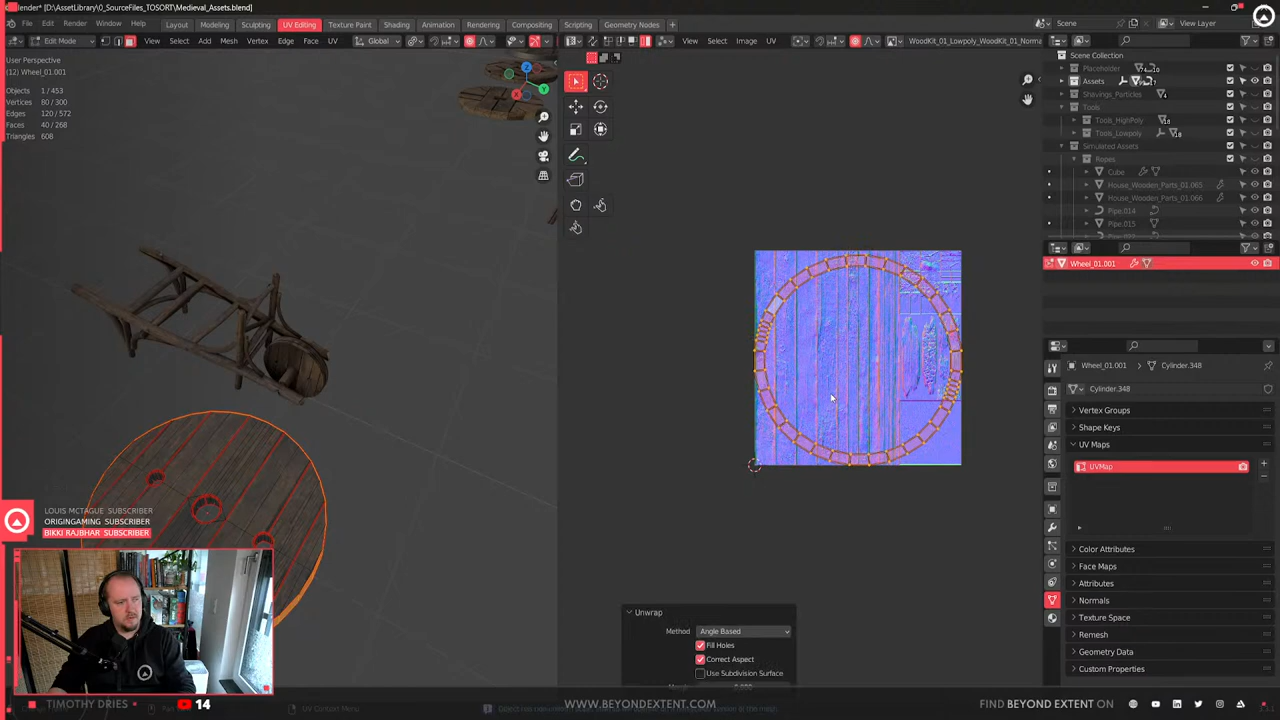 Blender* [D:\AssetLibrary\0_SourceFiles_TOSORT\Medieval_Assets.blend]
File Edit Render Window Help
Layout Modeling Sculpting UV Editing Texture Paint Shading Animation Rendering Compositing Scripting Geometry Nodes
Scene View Layer
Edit Mode View Select Add Mesh Vertex Edge Face UV Global
View Select Image UV WoodKit_01_Lowpoly_WoodKit_01_Norma
User Perspective
(12) Wheel_01.001
Objects 1 / 453
Vertices 80 / 300
Edges 120 / 572
Faces 40 / 268
Triangles 608
Scene Collection
Placeholder
Assets
Shavings_Particles
Tools
Tools_HighPoly
Tools_Lowpoly
Simulated Assets
Ropes
Cube
House_Wooden_Parts_01.065
House_Wooden_Parts_01.066
Pipe.014
Pipe.015
Wheel_01.001
Wheel_01.001 Cylinder.348
Cylinder.348
Vertex Groups
Shape Keys
UV Maps
UVMap
Color Attributes
Face Maps
Attributes
Normals
Texture Space
Remesh
Geometry Data
Custom Properties
Unwrap
Method Angle Based
Fill Holes
Correct Aspect
Use Subdivision Surface
LOUIS MCTAGUE SUBSCRIBER
ORIGINGAMING SUBSCRIBER
BIKKI RAJBHAR SUBSCRIBER
TIMOTHY DRIES 14 WWW.BEYONDEXTENT.COM FIND BEYOND EXTENT ON
UV Context Menu